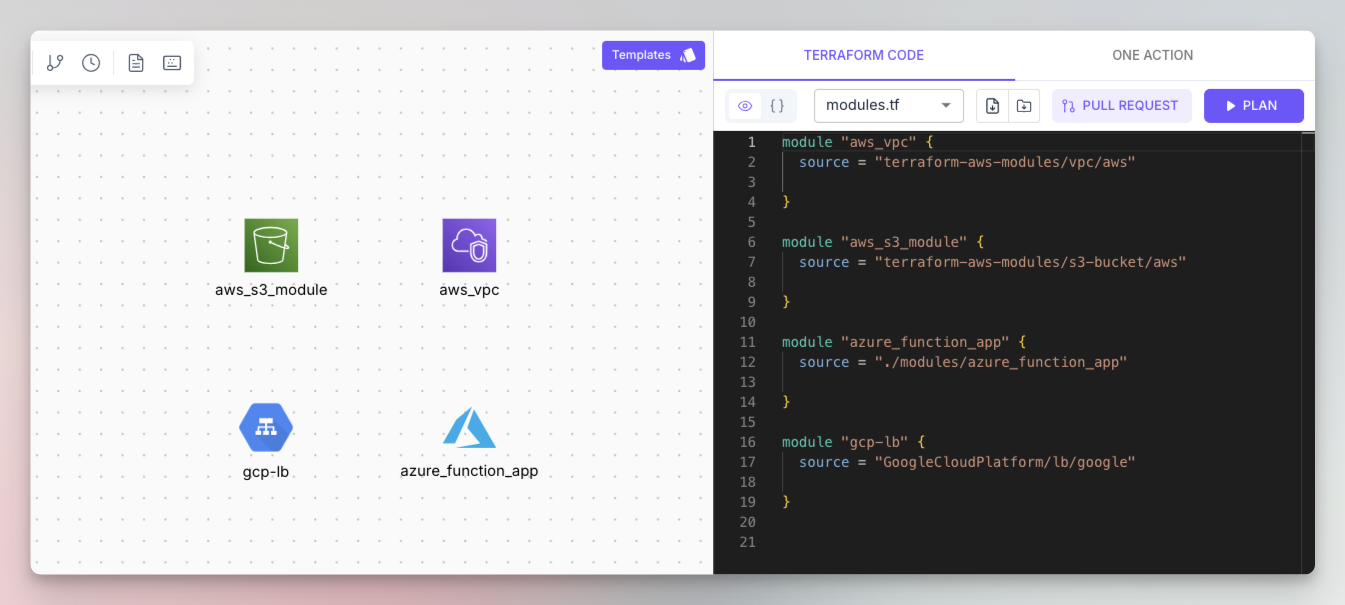 Templates
aws_s3_module
aws_vpc
gcp-lb
azure_function_app
TERRAFORM CODE
ONE ACTION
{ }
modules.tf
PULL REQUEST
PLAN
1 module "aws_vpc" {
2 source = "terraform-aws-modules/vpc/aws"
3
4 }
5
6 module "aws_s3_module" {
7 source = "terraform-aws-modules/s3-bucket/aws"
8
9 }
10
11 module "azure_function_app" {
12 source = "./modules/azure_function_app"
13
14 }
15
16 module "gcp-lb" {
17 source = "GoogleCloudPlatform/lb/google"
18
19 }
20
21